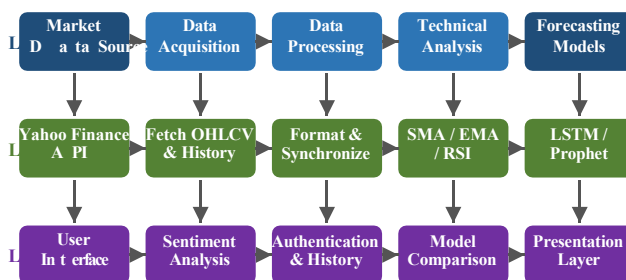 Market
D a ta Source
Data
Acquisition
Data
Processing
Technical
Analysis
Forecasting
Models
L
Yahoo Finance
A PI
Fetch OHLCV
& History
Format &
Synchronize
SMA / EMA
/ RSI
LSTM /
Prophet
L
User
In t erface
Sentiment
Analysis
Authentication
& History
Model
Comparison
Presentation
Layer
L